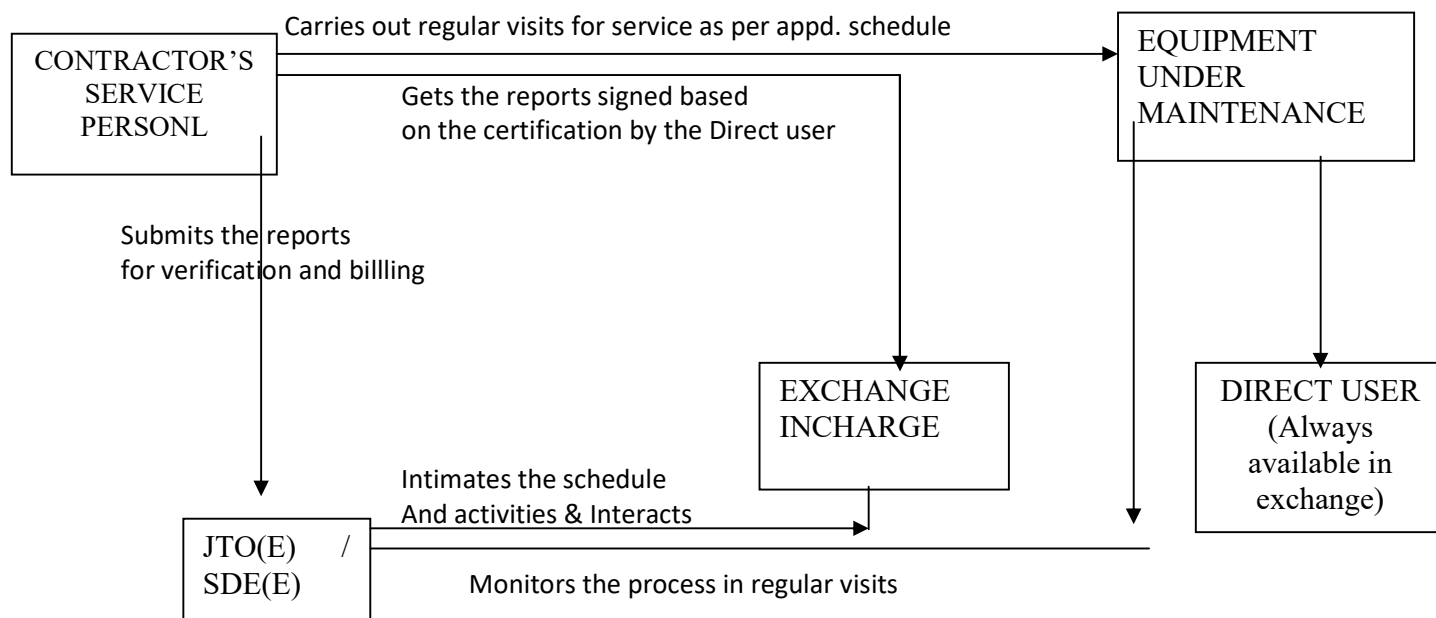 Carries out regular visits for service as per appd. schedule
CONTRACTOR’S
SERVICE
PERSONL
EQUIPMENT
UNDER
MAINTENANCE
Gets the reports signed based
on the certification by the Direct user
Submits the reports
for verification and billling
EXCHANGE
INCHARGE
DIRECT USER
(Always
available in
exchange)
Intimates the schedule
And activities & Interacts
JTO(E) /
SDE(E)
Monitors the process in regular visits